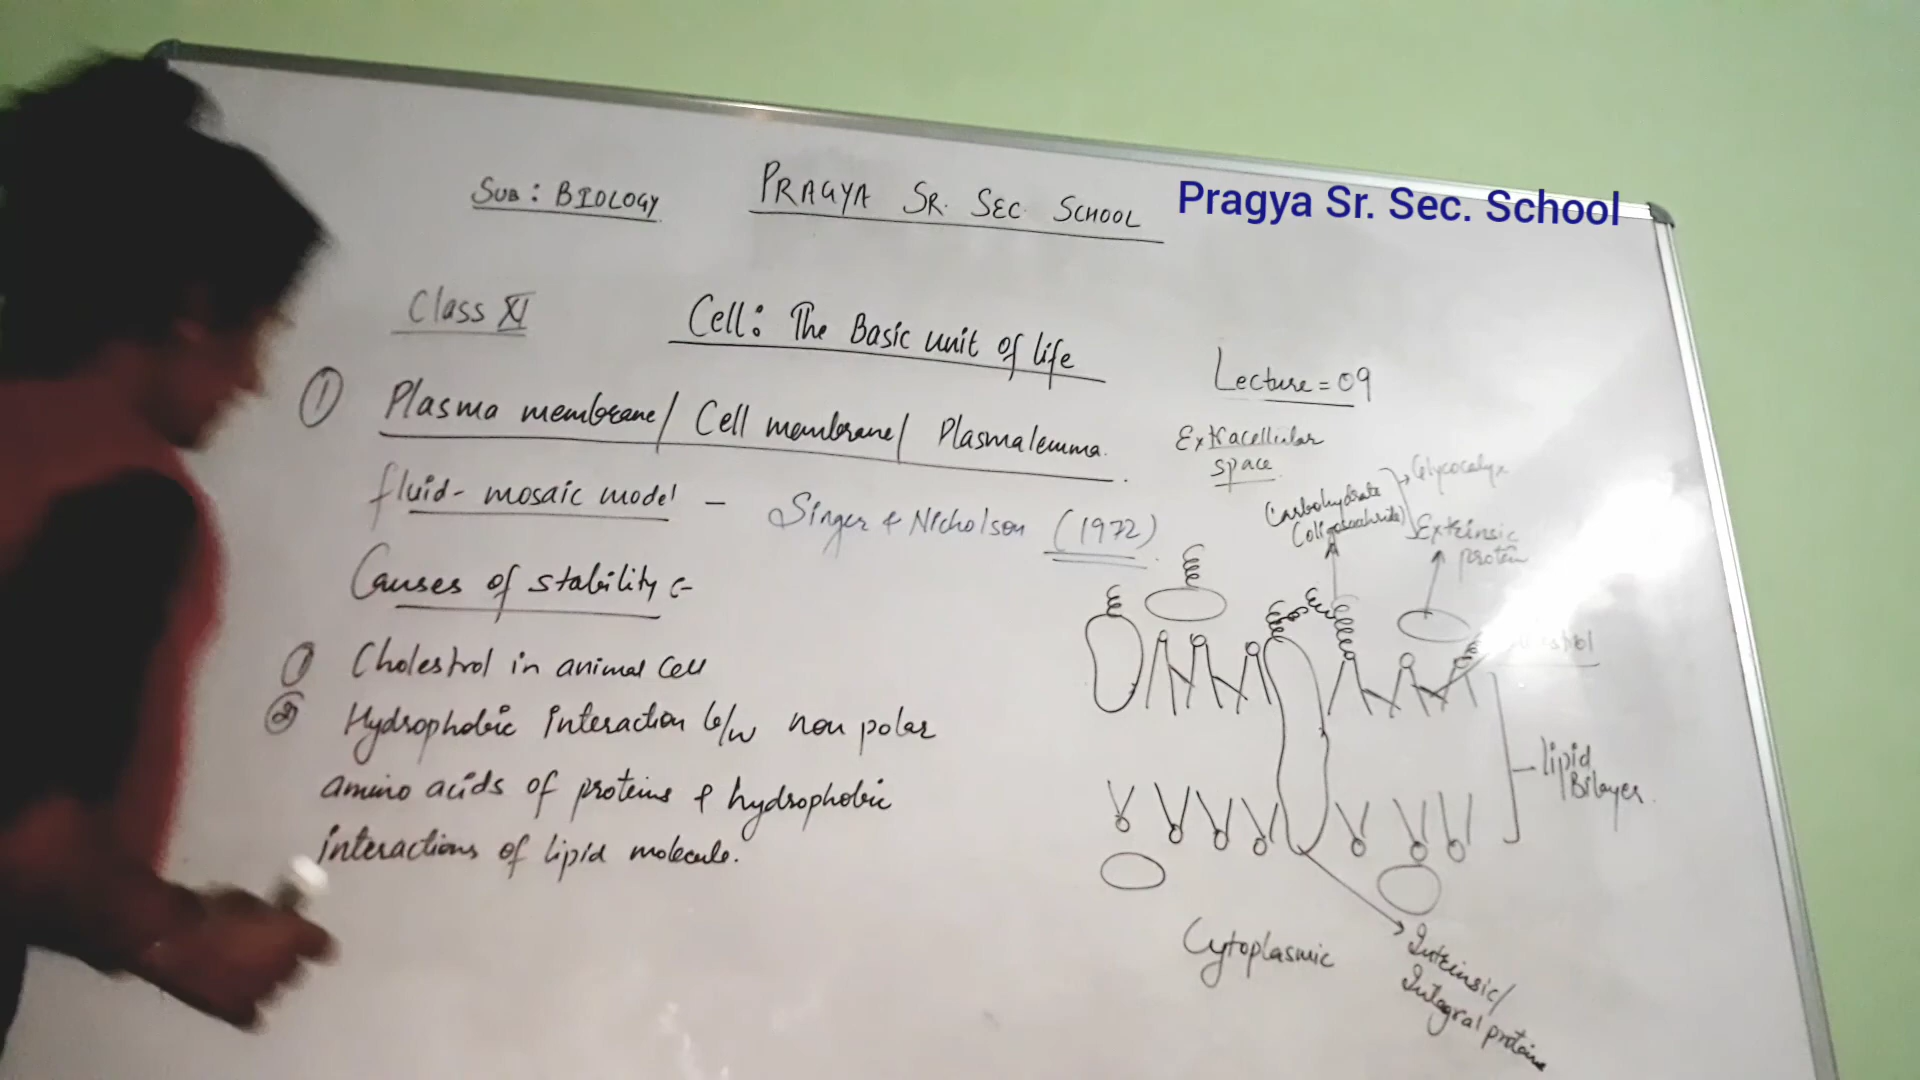 SUB: BIOLOGY
PRAGYA SR. SEC. SCHOOL
Pragya Sr. Sec. School
Class XI
Cell: The Basic unit of life
Lecture = 09
① Plasma membrane/ Cell membrane/ Plasmalemma.
fluid-mosaic model - Singer & Nicholson (1972)
Causes of stability :-
① Cholestrol in animal cell
② Hydrophobic interaction b/w non polar
amino acids of proteins & hydrophobic
interactions of lipid molecule.
Extracellular
space
Glycocalyx
Carbohydrate
Extrinsic
protein
lipid
Bilayer.
Cytoplasmic
Intrinsic/
Integral protein